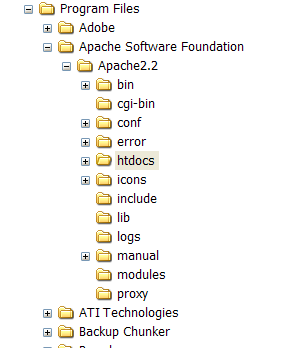 Program Files
Adobe
Apache Software Foundation
Apache2.2
bin
cgi-bin
conf
error
htdocs
icons
include
lib
logs
manual
modules
proxy
ATI Technologies
Backup Chunker